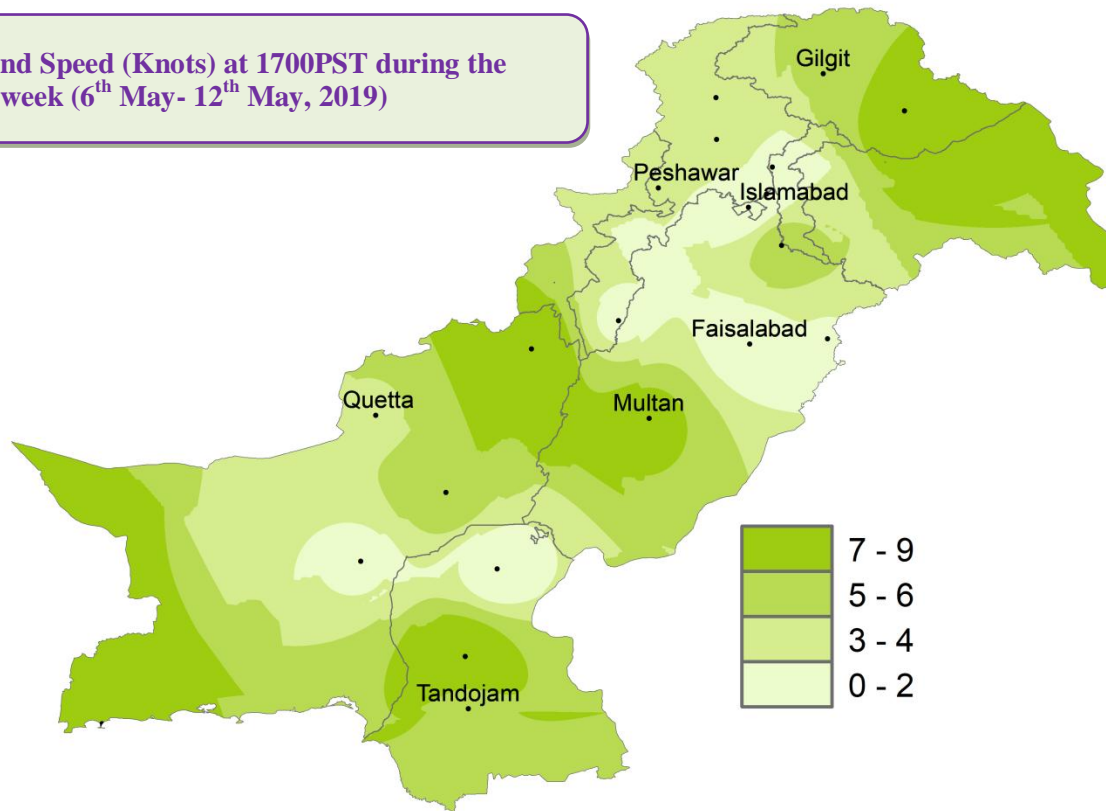 nd Speed (Knots) at 1700PST during the
week (6th May- 12th May, 2019)
Gilgit
Peshawar
Islamabad
Faisalabad
Quetta
Multan
Tandojam
7 - 9
5 - 6
3 - 4
0 - 2